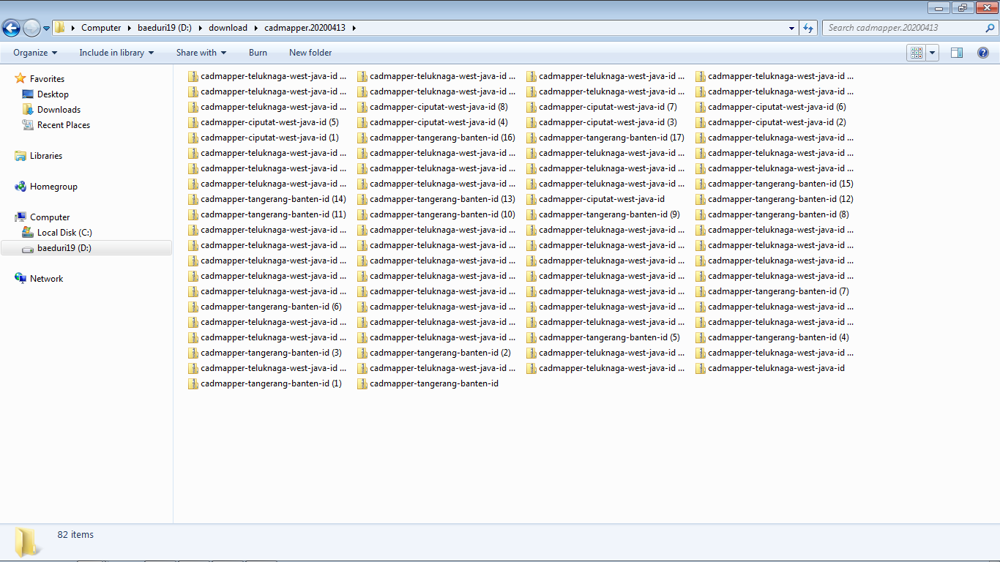 Computer baeduri19 (D:) download cadmapper.20200413 Search cadmapper.20200413
Organize Include in library Share with Burn New folder
Favorites
Desktop
Downloads
Recent Places
Libraries
Homegroup
Computer
Local Disk (C:)
baeduri19 (D:)
Network
cadmapper-teluknaga-west-java-id ... cadmapper-teluknaga-west-java-id ... cadmapper-teluknaga-west-java-id ... cadmapper-teluknaga-west-java-id ...
cadmapper-teluknaga-west-java-id ... cadmapper-teluknaga-west-java-id ... cadmapper-teluknaga-west-java-id ... cadmapper-teluknaga-west-java-id ...
cadmapper-teluknaga-west-java-id ... cadmapper-ciputat-west-java-id (8) cadmapper-ciputat-west-java-id (7) cadmapper-ciputat-west-java-id (6)
cadmapper-ciputat-west-java-id (5) cadmapper-ciputat-west-java-id (4) cadmapper-ciputat-west-java-id (3) cadmapper-ciputat-west-java-id (2)
cadmapper-ciputat-west-java-id (1) cadmapper-tangerang-banten-id (16) cadmapper-tangerang-banten-id (17) cadmapper-teluknaga-west-java-id ...
cadmapper-teluknaga-west-java-id ... cadmapper-teluknaga-west-java-id ... cadmapper-teluknaga-west-java-id ... cadmapper-teluknaga-west-java-id ...
cadmapper-teluknaga-west-java-id ... cadmapper-teluknaga-west-java-id ... cadmapper-teluknaga-west-java-id ... cadmapper-teluknaga-west-java-id ...
cadmapper-teluknaga-west-java-id ... cadmapper-teluknaga-west-java-id ... cadmapper-teluknaga-west-java-id ... cadmapper-tangerang-banten-id (15)
cadmapper-tangerang-banten-id (14) cadmapper-tangerang-banten-id (13) cadmapper-ciputat-west-java-id cadmapper-tangerang-banten-id (12)
cadmapper-tangerang-banten-id (11) cadmapper-tangerang-banten-id (10) cadmapper-tangerang-banten-id (9) cadmapper-tangerang-banten-id (8)
cadmapper-teluknaga-west-java-id ... cadmapper-teluknaga-west-java-id ... cadmapper-teluknaga-west-java-id ... cadmapper-teluknaga-west-java-id ...
cadmapper-teluknaga-west-java-id ... cadmapper-teluknaga-west-java-id ... cadmapper-teluknaga-west-java-id ... cadmapper-teluknaga-west-java-id ...
cadmapper-teluknaga-west-java-id ... cadmapper-teluknaga-west-java-id ... cadmapper-teluknaga-west-java-id ... cadmapper-teluknaga-west-java-id ...
cadmapper-teluknaga-west-java-id ... cadmapper-teluknaga-west-java-id ... cadmapper-teluknaga-west-java-id ... cadmapper-teluknaga-west-java-id ...
cadmapper-teluknaga-west-java-id ... cadmapper-teluknaga-west-java-id ... cadmapper-teluknaga-west-java-id ... cadmapper-tangerang-banten-id (7)
cadmapper-tangerang-banten-id (6) cadmapper-teluknaga-west-java-id ... cadmapper-teluknaga-west-java-id ... cadmapper-teluknaga-west-java-id ...
cadmapper-teluknaga-west-java-id ... cadmapper-teluknaga-west-java-id ... cadmapper-teluknaga-west-java-id ... cadmapper-teluknaga-west-java-id ...
cadmapper-teluknaga-west-java-id ... cadmapper-teluknaga-west-java-id ... cadmapper-tangerang-banten-id (5) cadmapper-tangerang-banten-id (4)
cadmapper-tangerang-banten-id (3) cadmapper-tangerang-banten-id (2) cadmapper-teluknaga-west-java-id ... cadmapper-teluknaga-west-java-id ...
cadmapper-teluknaga-west-java-id ... cadmapper-teluknaga-west-java-id ... cadmapper-teluknaga-west-java-id ... cadmapper-teluknaga-west-java-id
cadmapper-tangerang-banten-id (1) cadmapper-tangerang-banten-id
82 items